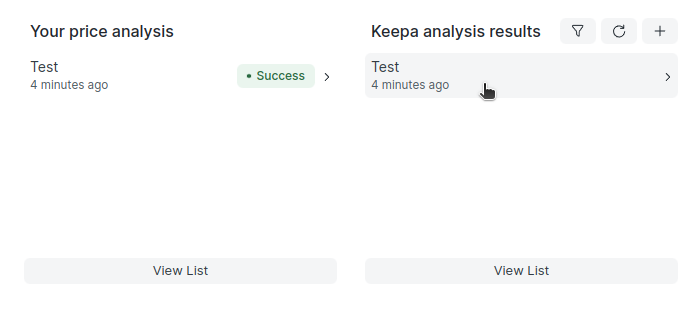 Your price analysis
Test
4 minutes ago
• Success
View List
Keepa analysis results
Test
4 minutes ago
View List